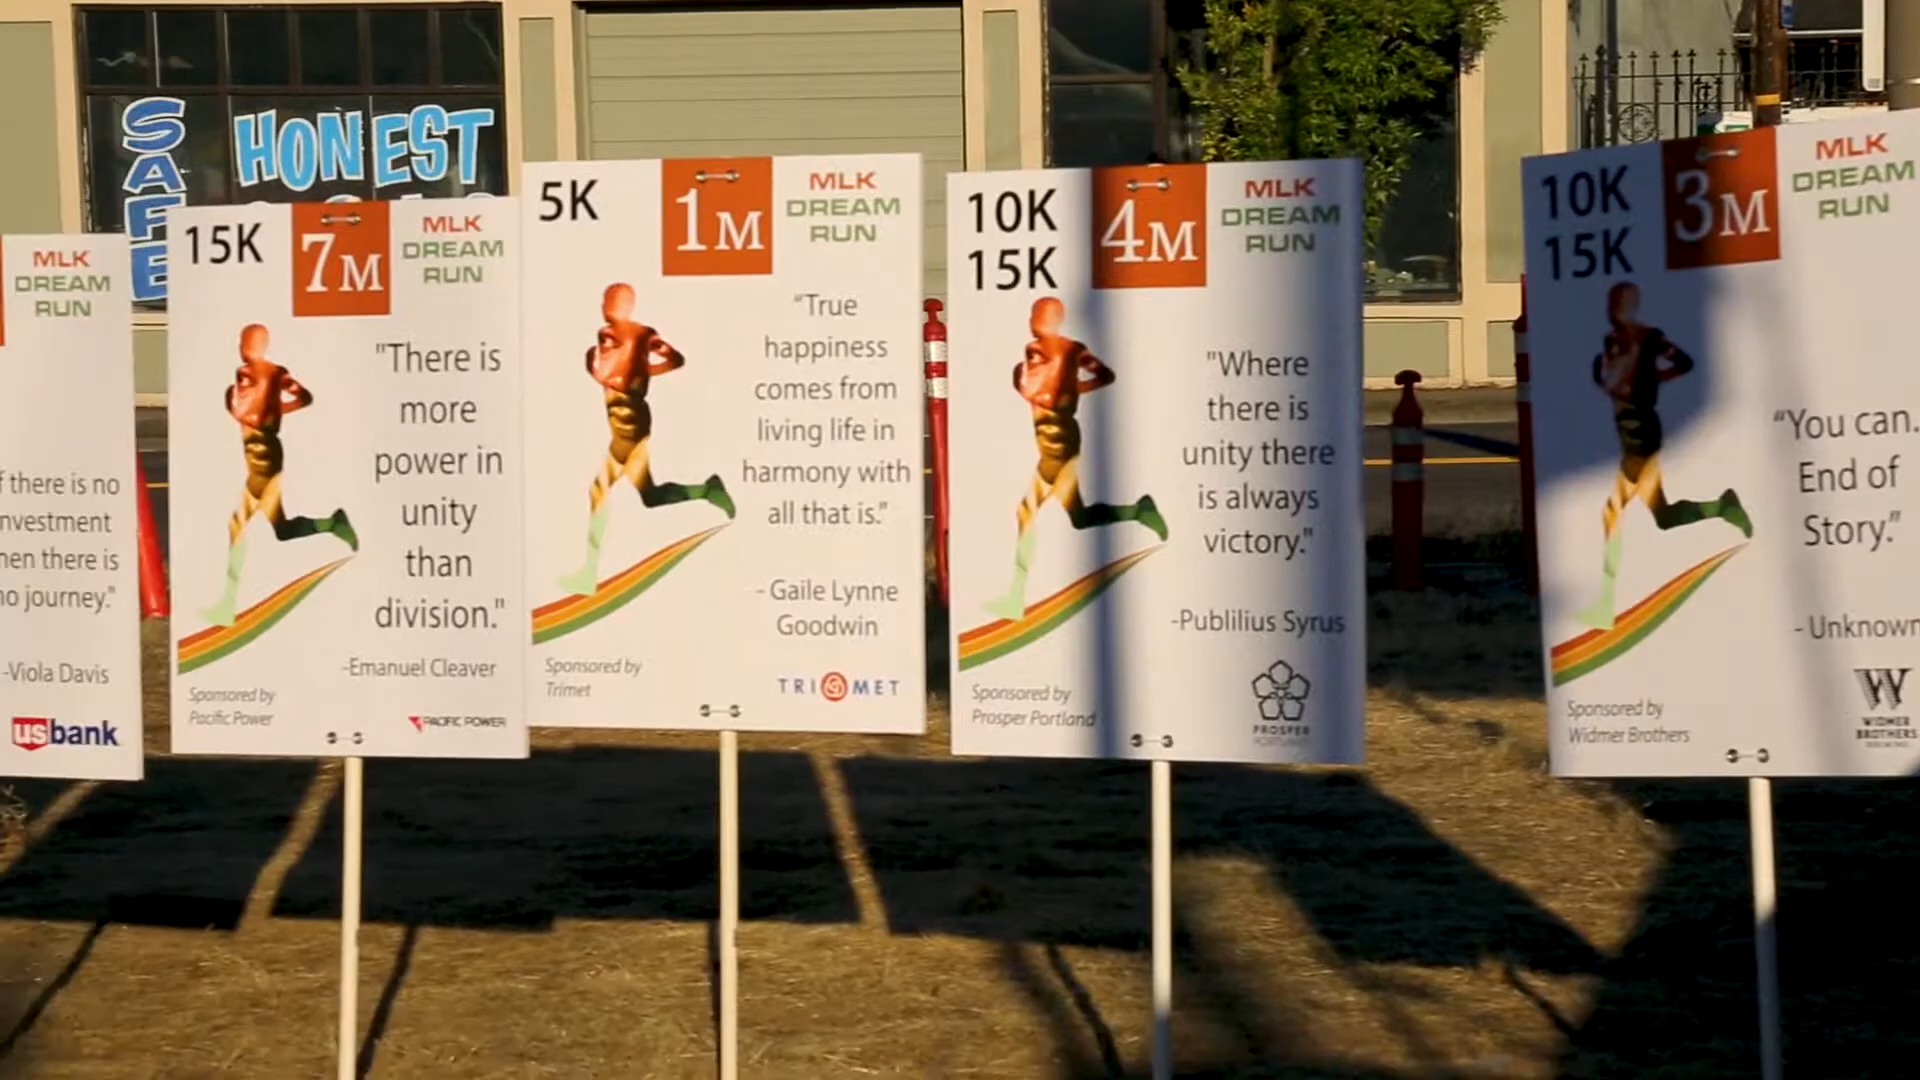 SAFE
HONEST
MLK
DREAM
RUN
there is no
there is
journey."
-Viola Davis
usbank
15K
7M
MLK
DREAM
RUN
"There is
more
power in
unity
than
division."
-Emanuel Cleaver
Sponsored by
Pacific Power
PACIFIC POWER
5K
1M
MLK
DREAM
RUN
“True
happiness
comes from
living life in
harmony with
all that is.”
- Gaile Lynne
Goodwin
Sponsored by
Trimet
TRI MET
10K
15K
4M
MLK
DREAM
RUN
"Where
there is
unity there
is always
victory."
-Publilius Syrus
Sponsored by
Prosper Portland
PROSPER
PORTLAND
10K
15K
3M
MLK
DREAM
RUN
“You can.
End of
Story.”
- Unknown
Sponsored by
Widmer Brothers
W
WIDMER
BROTHERS